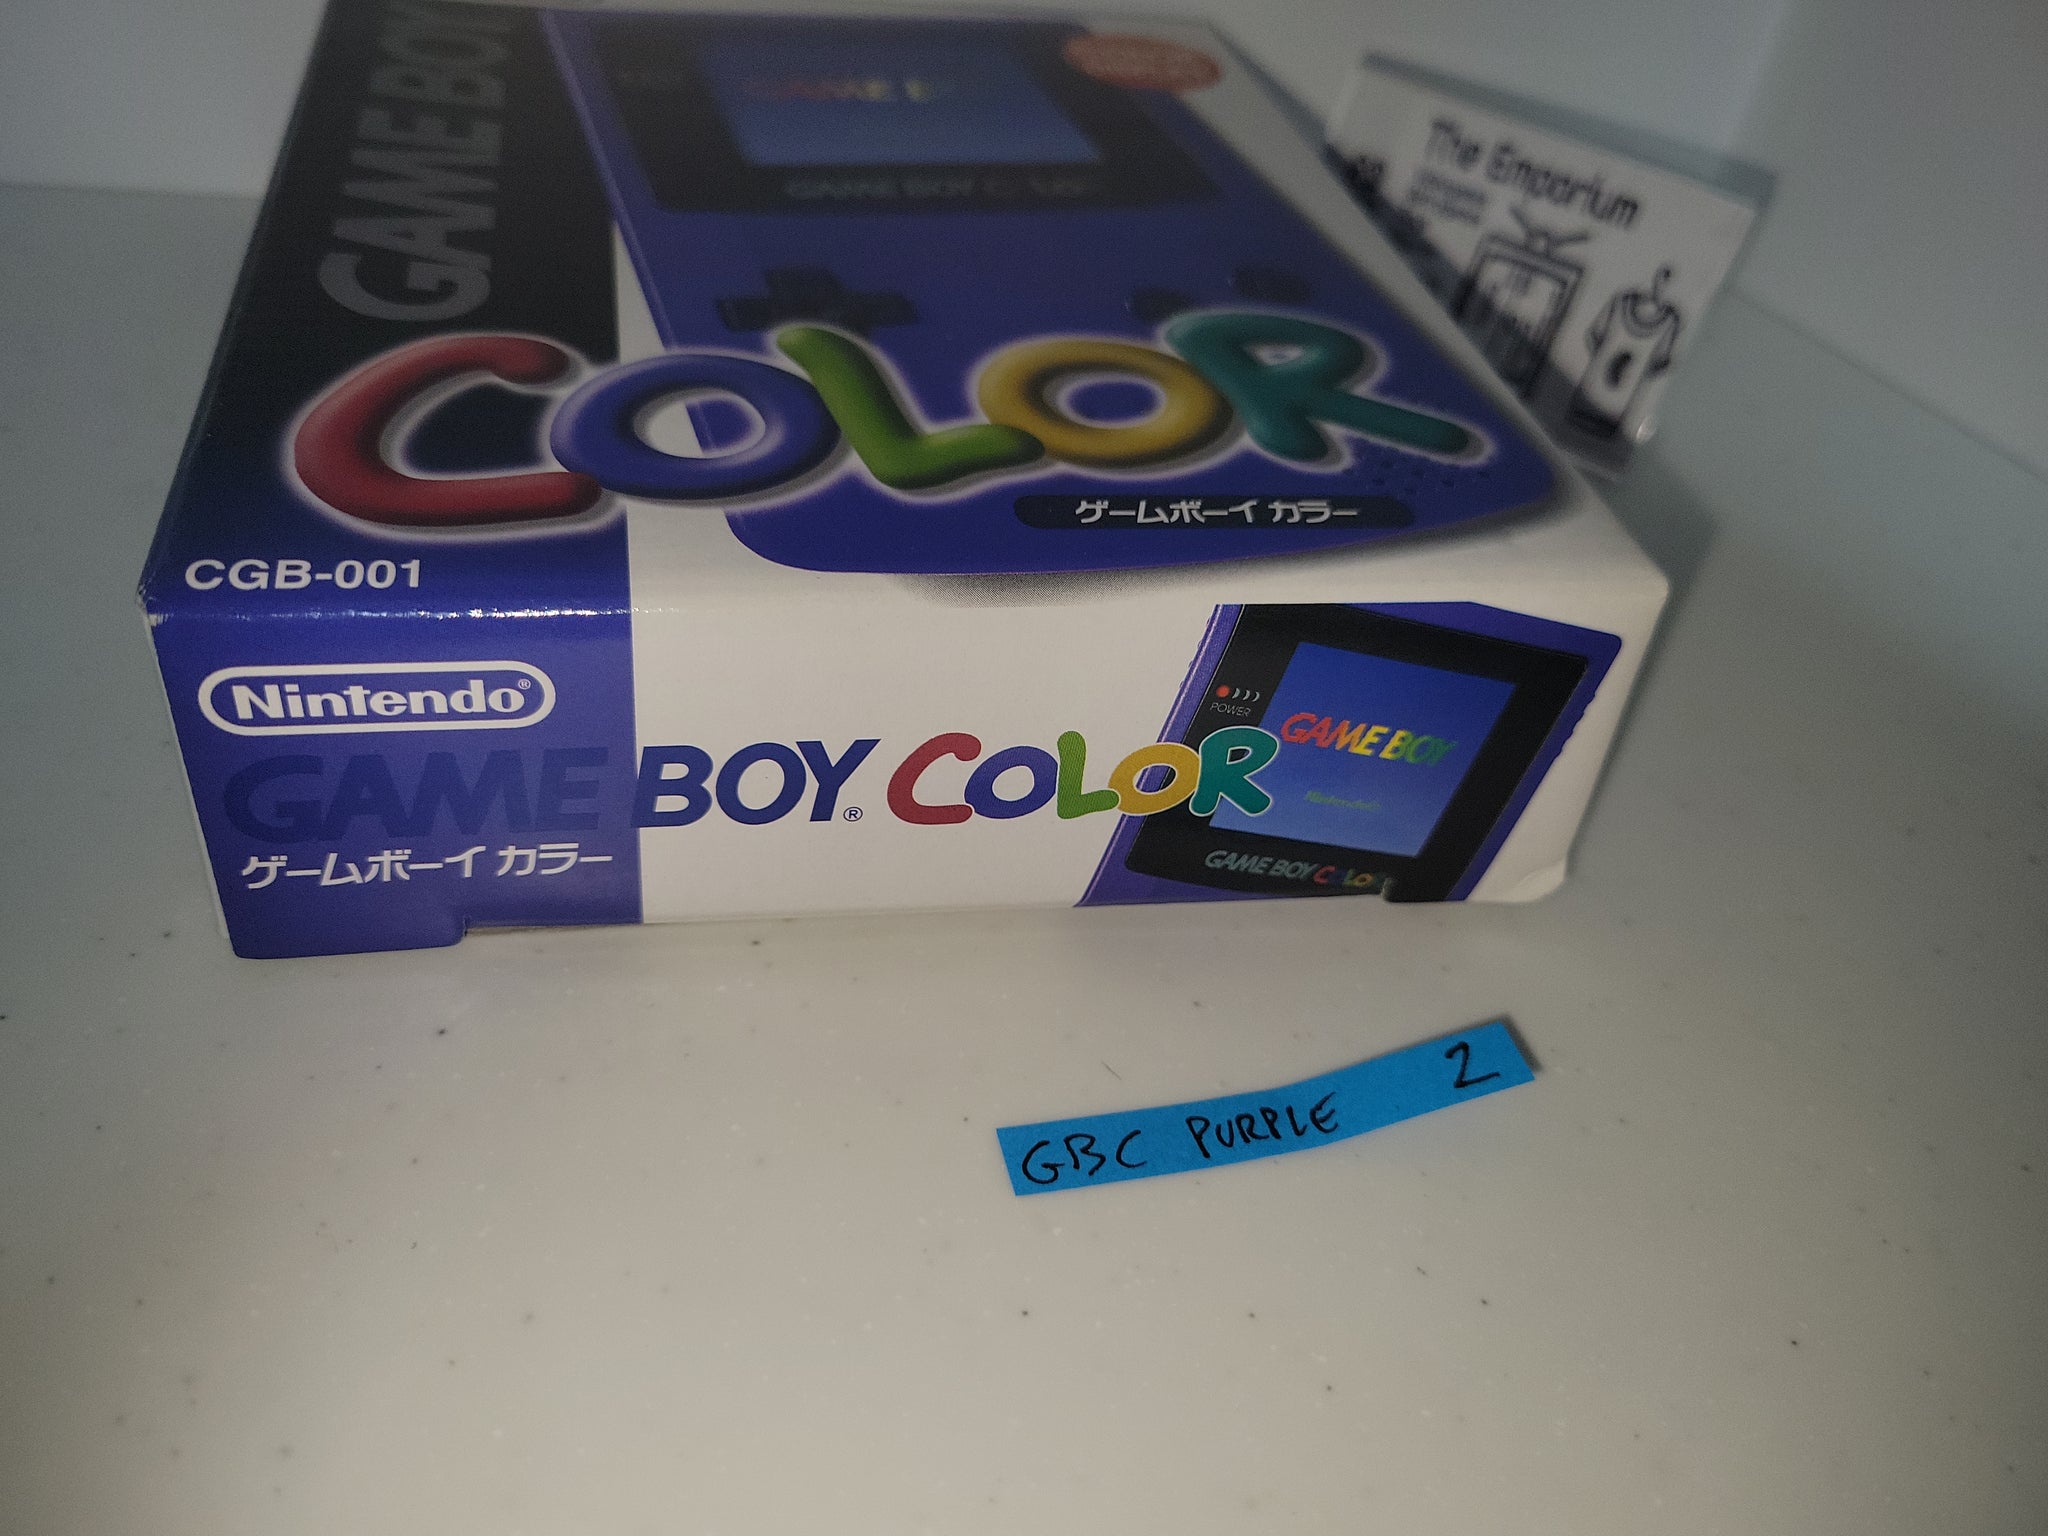 GAME BOY
COLOR
ゲームボーイ カラー
CGB-001
GAME BOY COLOR
Nintendo®
GAME BOY® COLOR
ゲームボーイ カラー
POWER
GAME BOY
Nintendo
GAME BOY COLOR
The Emporium
GBC PURPLE 2